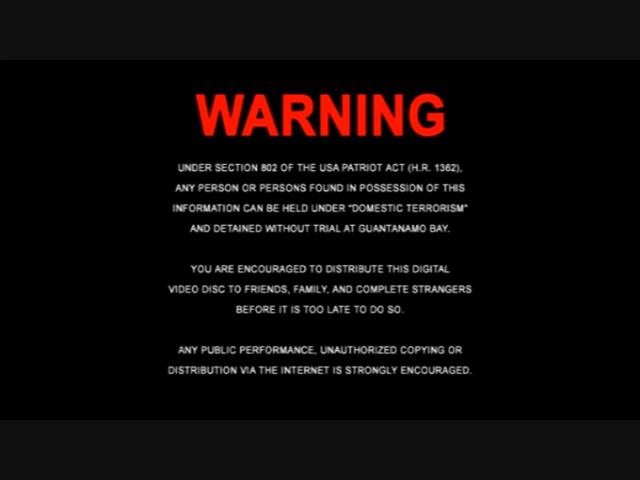 WARNING
UNDER SECTION 802 OF THE USA PATRIOT ACT (H.R. 1362),
ANY PERSON OR PERSONS FOUND IN POSSESSION OF THIS
INFORMATION CAN BE HELD UNDER "DOMESTIC TERRORISM"
AND DETAINED WITHOUT TRIAL AT GUANTANAMO BAY.
YOU ARE ENCOURAGED TO DISTRIBUTE THIS DIGITAL
VIDEO DISC TO FRIENDS, FAMILY, AND COMPLETE STRANGERS
BEFORE IT IS TOO LATE TO DO SO.
ANY PUBLIC PERFORMANCE, UNAUTHORIZED COPYING OR
DISTRIBUTION VIA THE INTERNET IS STRONGLY ENCOURAGED.